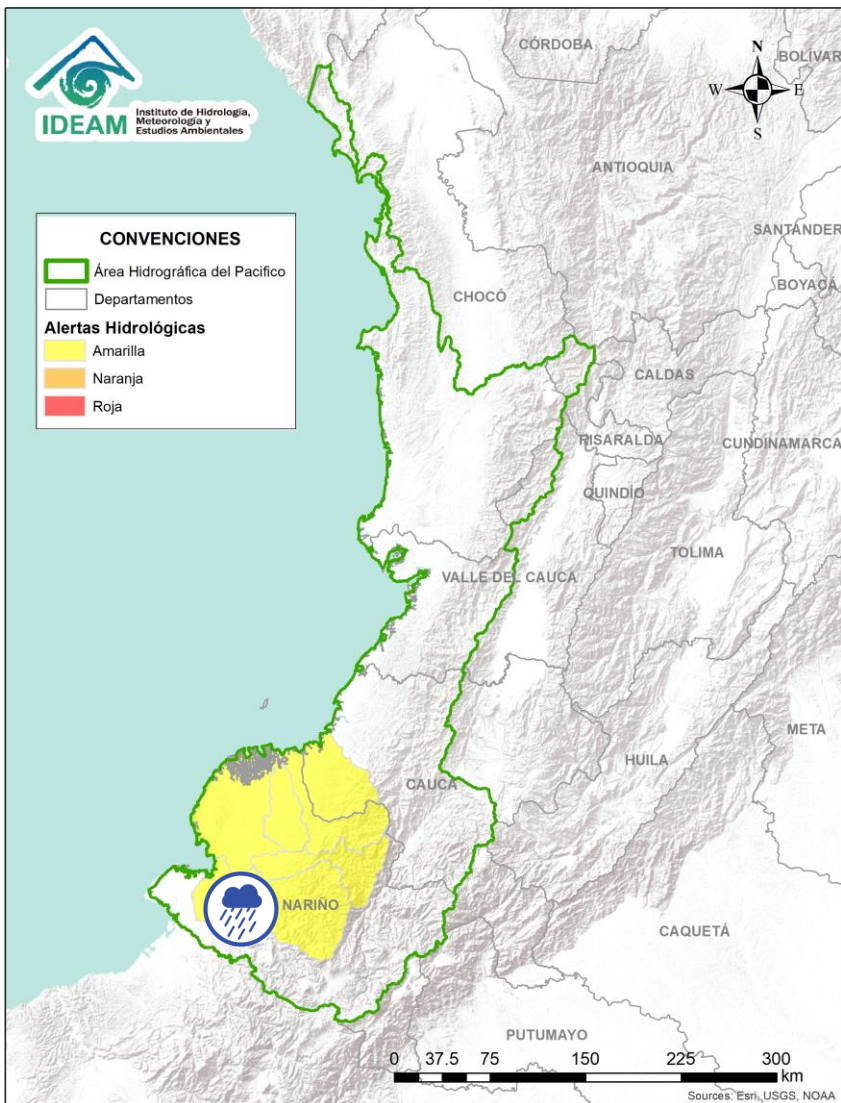 IDEAM
Instituto de Hidrología,
Meteorología y
Estudios Ambientales
N
W
E
S
CONVENCIONES
Área Hidrográfica del Pacifico
Departamentos
Alertas Hidrológicas
Amarilla
Naranja
Roja
CÓRDOBA
BOLÍVAR
ANTIOQUIA
SANTANDER
BOYACÁ
CHOCÓ
CALDAS
RISARALDA
CUNDINAMARCA
QUINDÍO
TOLIMA
VALLE DEL CAUCA
META
HUILA
CAUCA
NARIÑO
CAQUETÁ
PUTUMAYO
0 37.5 75 150 225 300
km
Sources: Esri, USGS, NOAA